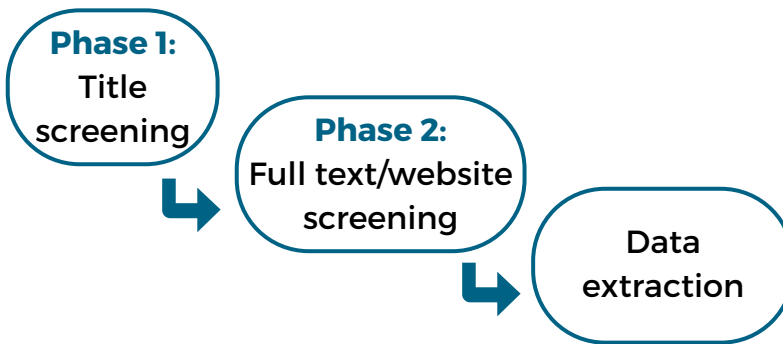 Phase 1:
Title
screening
Phase 2:
Full text/website
screening
Data
extraction